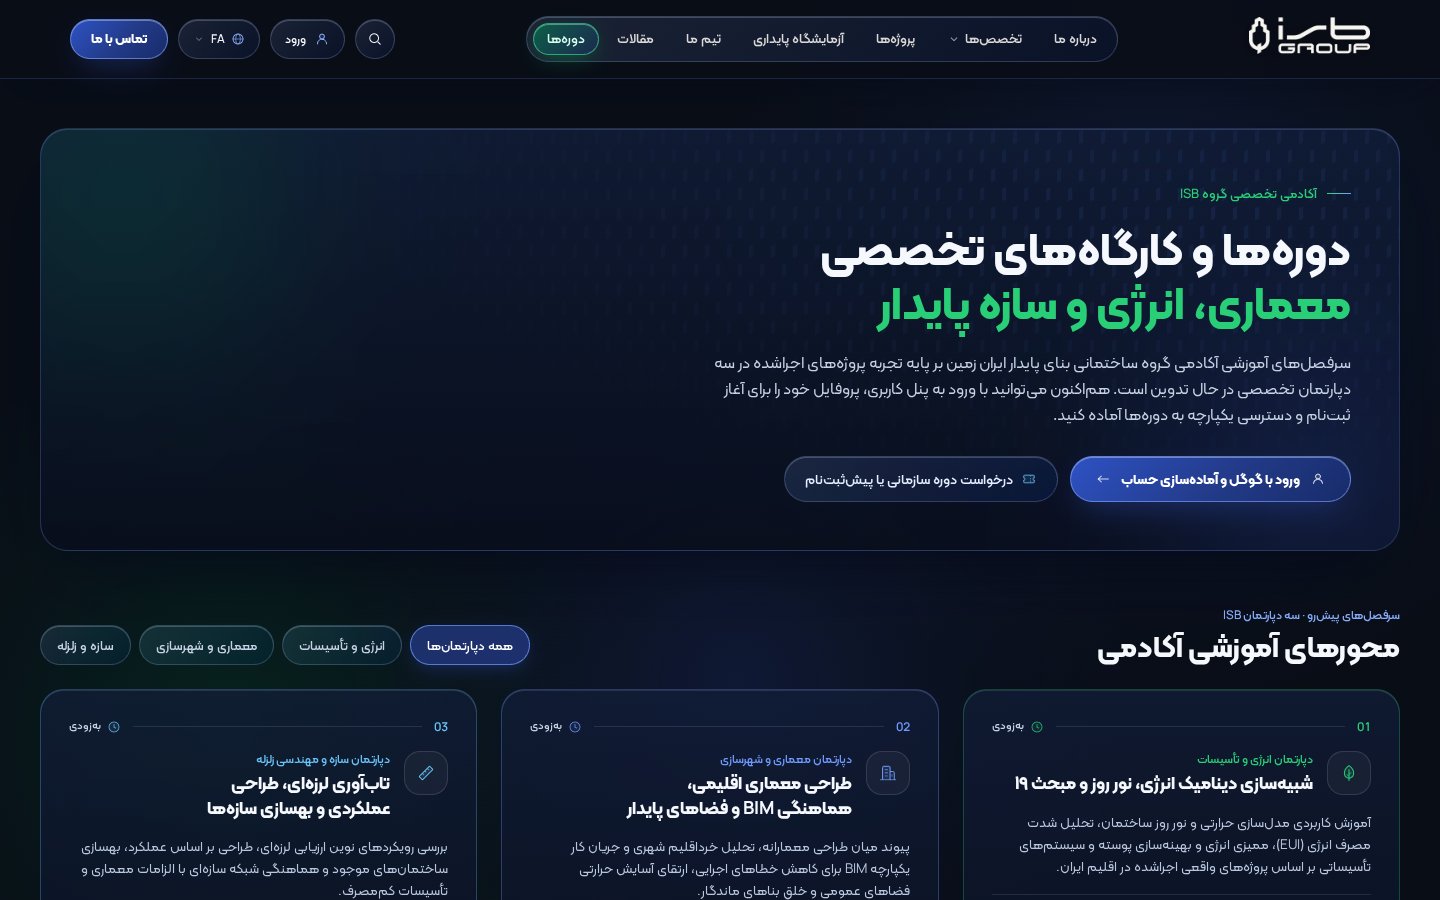 isb
GROUP
درباره ما
تخصص‌ها
پروژه‌ها
آزمایشگاه پایداری
تیم ما
مقالات
دوره‌ها
ورود
FA
تماس با ما
آکادمی تخصصی گروه ISB
دوره‌ها و کارگاه‌های تخصصی
معماری، انرژی و سازه پایدار
سرفصل‌های آموزشی آکادمی گروه ساختمانی بنای پایدار ایران زمین بر پایه تجربه پروژه‌های اجراشده در سه
دپارتمان تخصصی در حال تدوین است. هم‌اکنون می‌توانید با ورود به پنل کاربری، پروفایل خود را برای آغاز
ثبت‌نام و دسترسی یکپارچه به دوره‌ها آماده کنید.
ورود با گوگل و آماده‌سازی حساب
درخواست دوره سازمانی یا پیش‌ثبت‌نام
سرفصل‌های پیش‌رو · سه دپارتمان ISB
محورهای آموزشی آکادمی
همه دپارتمان‌ها
انرژی و تأسیسات
معماری و شهرسازی
سازه و زلزله
01
به‌زودی
دپارتمان انرژی و تأسیسات
شبیه‌سازی دینامیک انرژی، نور روز و مبحث ۱۹
آموزش کاربردی مدل‌سازی حرارتی و نور روز ساختمان، تحلیل شدت
مصرف انرژی (EUI)، ممیزی انرژی و بهینه‌سازی پوسته و سیستم‌های
تأسیساتی بر اساس پروژه‌های واقعی اجراشده در اقلیم ایران.
02
به‌زودی
دپارتمان معماری و شهرسازی
طراحی معماری اقلیمی،
هماهنگی BIM و فضاهای پایدار
پیوند میان طراحی معمارانه، تحلیل خرداقلیم شهری و جریان کار
یکپارچه BIM برای کاهش خطاهای اجرایی، ارتقای آسایش حرارتی
فضاهای عمومی و خلق بناهای ماندگار.
03
به‌زودی
دپارتمان سازه و مهندسی زلزله
تاب‌آوری لرزه‌ای، طراحی
عملکردی و بهسازی سازه‌ها
بررسی رویکردهای نوین ارزیابی لرزه‌ای، طراحی بر اساس عملکرد، بهسازی
ساختمان‌های موجود و هماهنگی شبکه سازه‌ای با الزامات معماری و
تأسیسات کم‌مصرف.